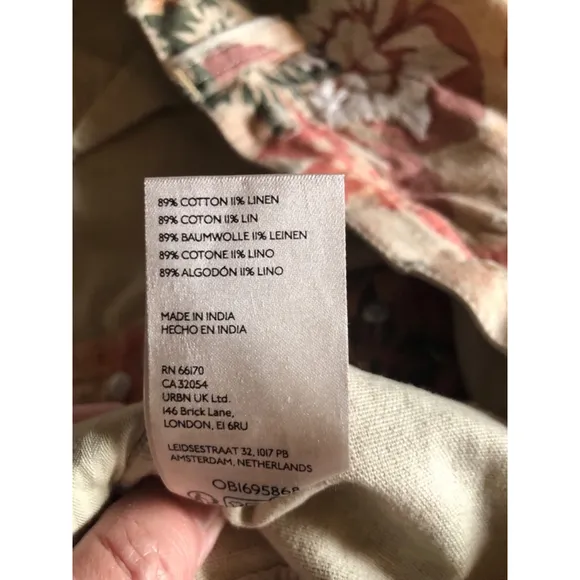 89% COTTON 11% LINEN
89% COTON 11% LIN
89% BAUMWOLLE 11% LEINEN
89% COTONE 11% LINO
89% ALGODÓN 11% LINO
MADE IN INDIA
HECHO EN INDIA
RN 66170
CA 32054
URBN UK Ltd.
146 Brick Lane,
LONDON, E1 6RU
LEIDSESTRAAT 32, 1017 PB
AMSTERDAM, NETHERLANDS
OB1695868